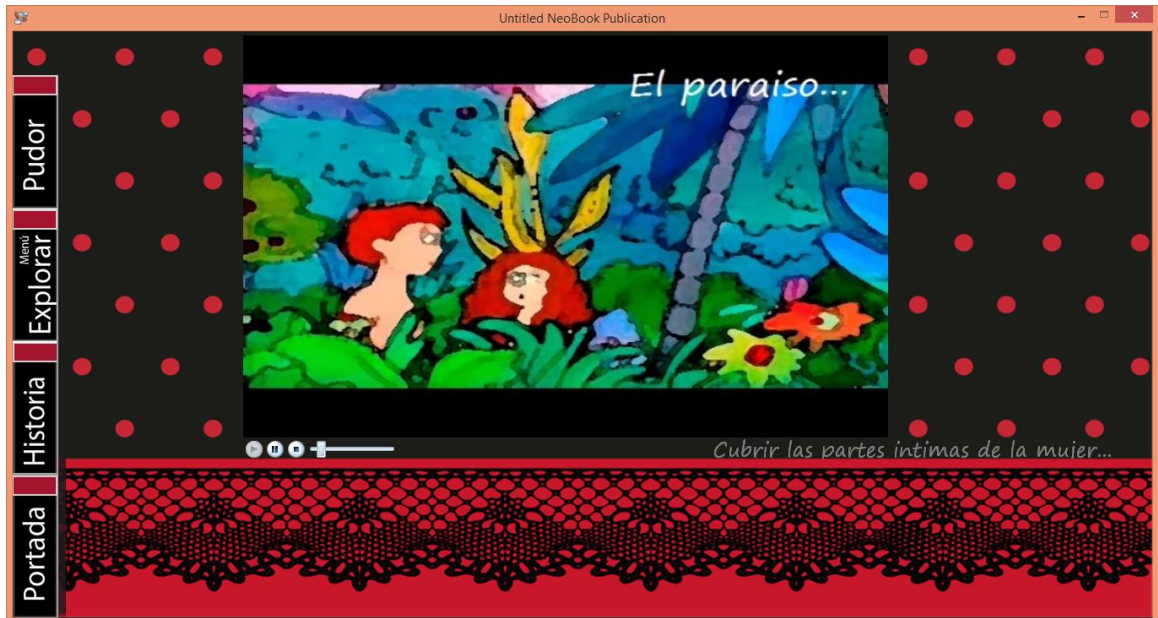 Untitled NeoBook Publication
El paraiso...
Pudor
Menú
Explorar
Historia
Portada
Cubrir las partes intimas de la mujer...